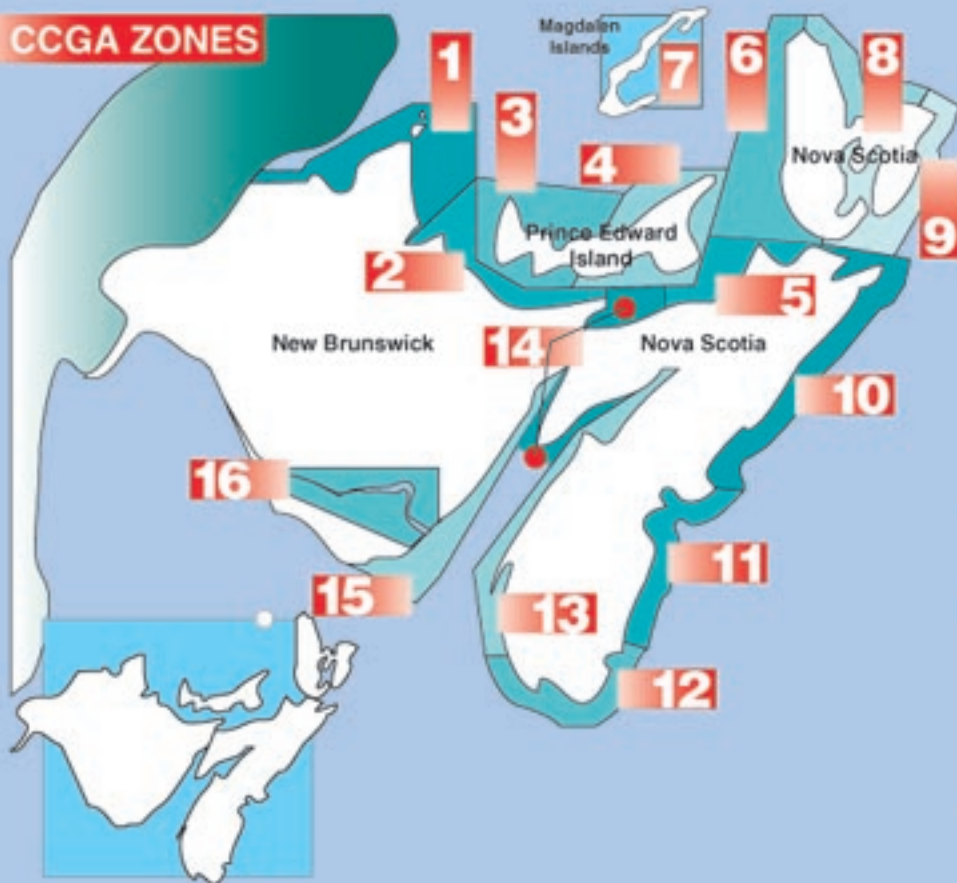 CCGA ZONES
Magdalen
Islands
1
7
6
8
3
4
Nova Scotia
9
Prince Edward
Island
2
5
14
New Brunswick
Nova Scotia
10
16
11
15
13
12